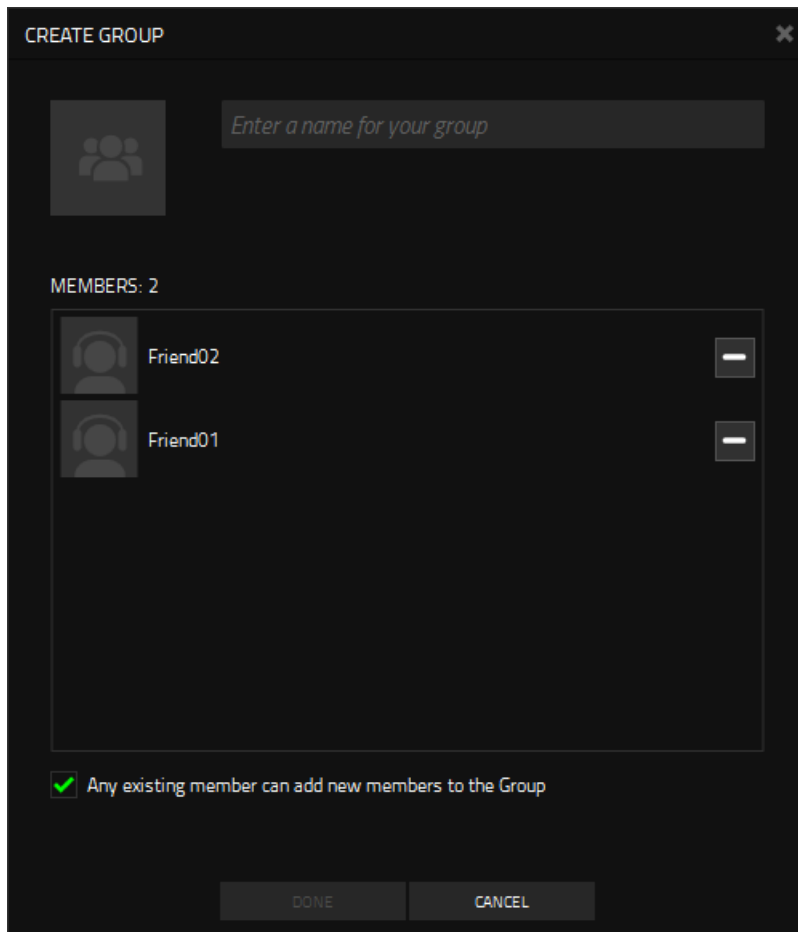 CREATE GROUP
Enter a name for your group
MEMBERS: 2
Friend02
Friend01
Any existing member can add new members to the Group
DONE
CANCEL